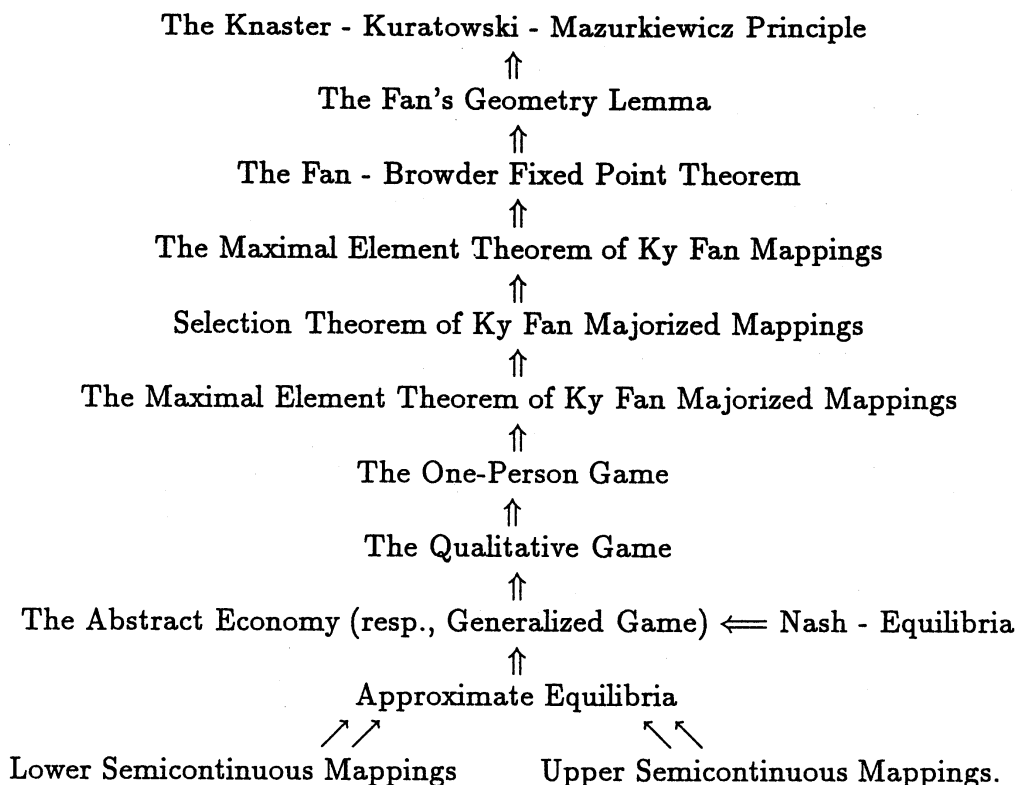 The Knaster - Kuratowski - Mazurkiewicz Principle
⇑
The Fan's Geometry Lemma
⇑
The Fan - Browder Fixed Point Theorem
⇑
The Maximal Element Theorem of Ky Fan Mappings
⇑
Selection Theorem of Ky Fan Majorized Mappings
⇑
The Maximal Element Theorem of Ky Fan Majorized Mappings
⇑
The One-Person Game
⇑
The Qualitative Game
⇑
The Abstract Economy (resp., Generalized Game) ⟸ Nash - Equilibria
⇑
Approximate Equilibria
↗↗ ↖↖
Lower Semicontinuous Mappings Upper Semicontinuous Mappings.